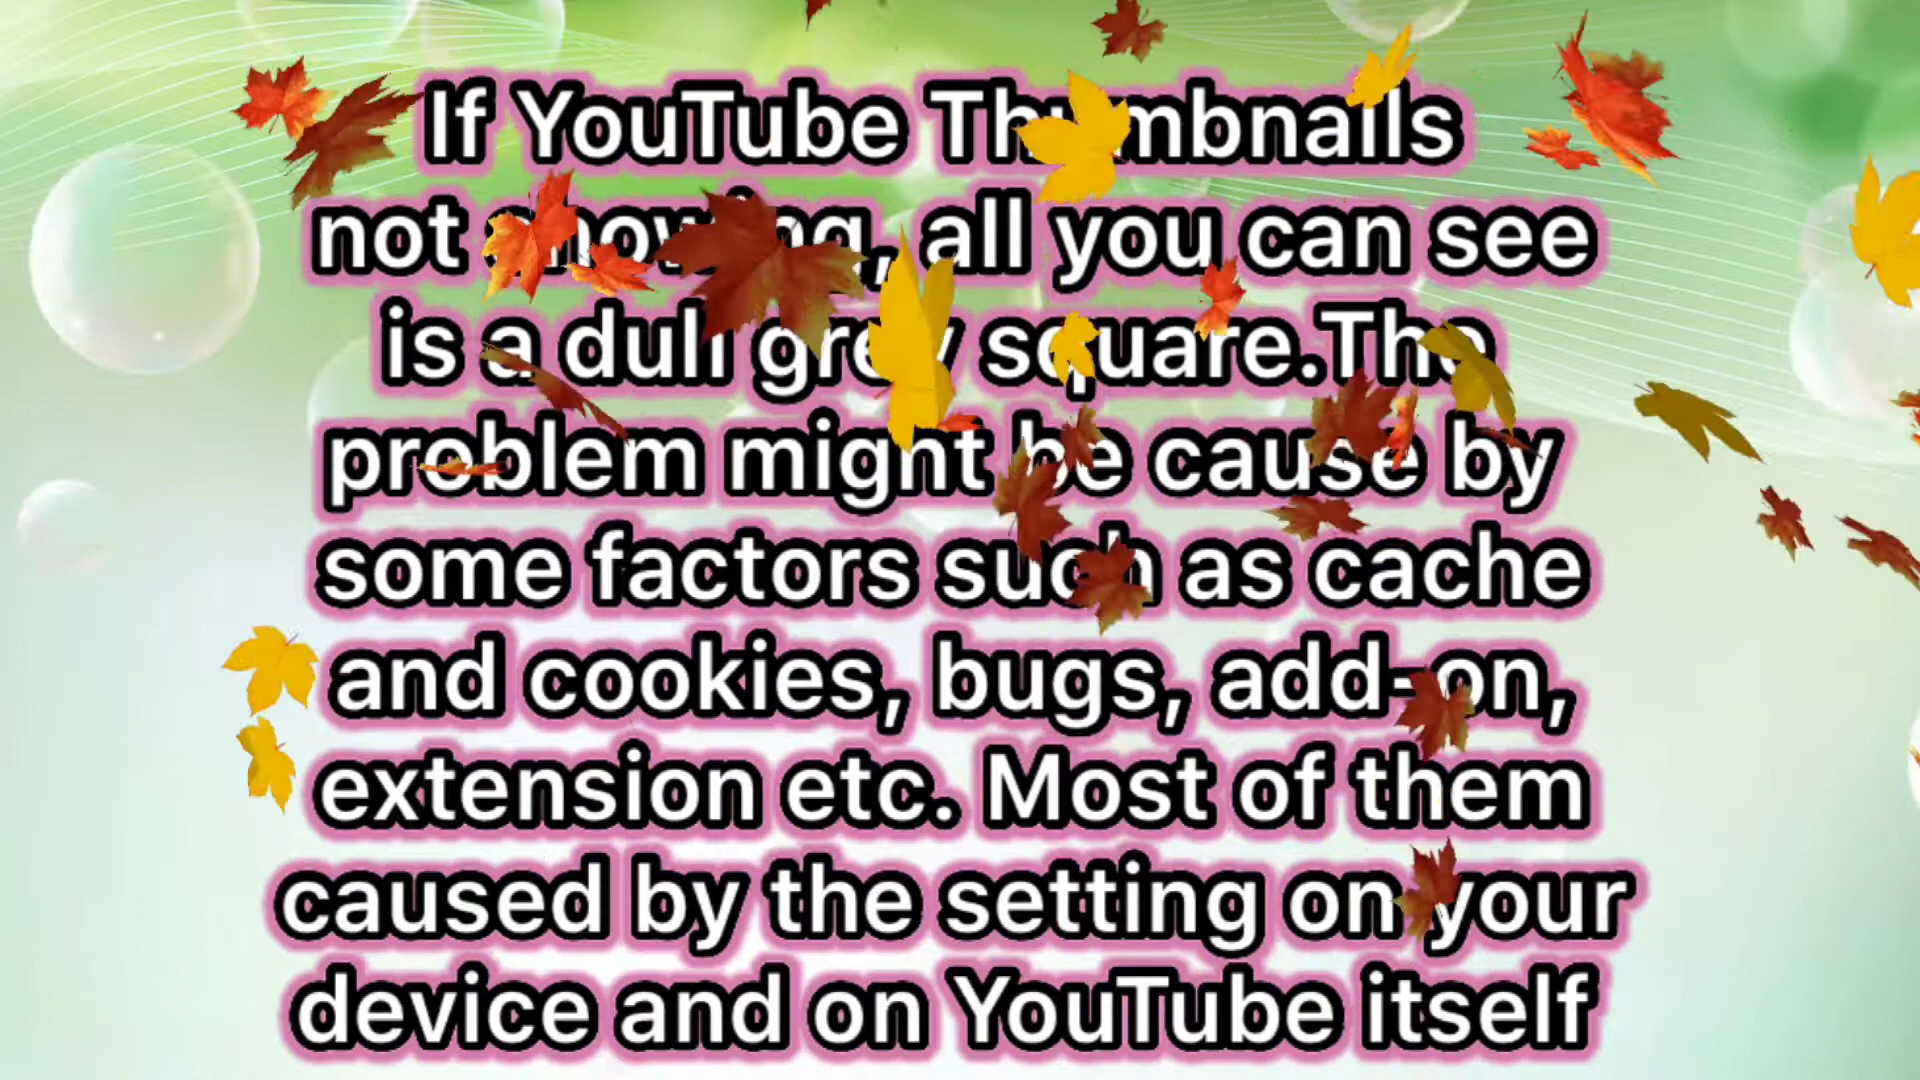 If YouTube Thumbnails
not showing, all you can see
is a dull grey square.The
problem might be cause by
some factors such as cache
and cookies, bugs, add-on,
extension etc. Most of them
caused by the setting on your
device and on YouTube itself